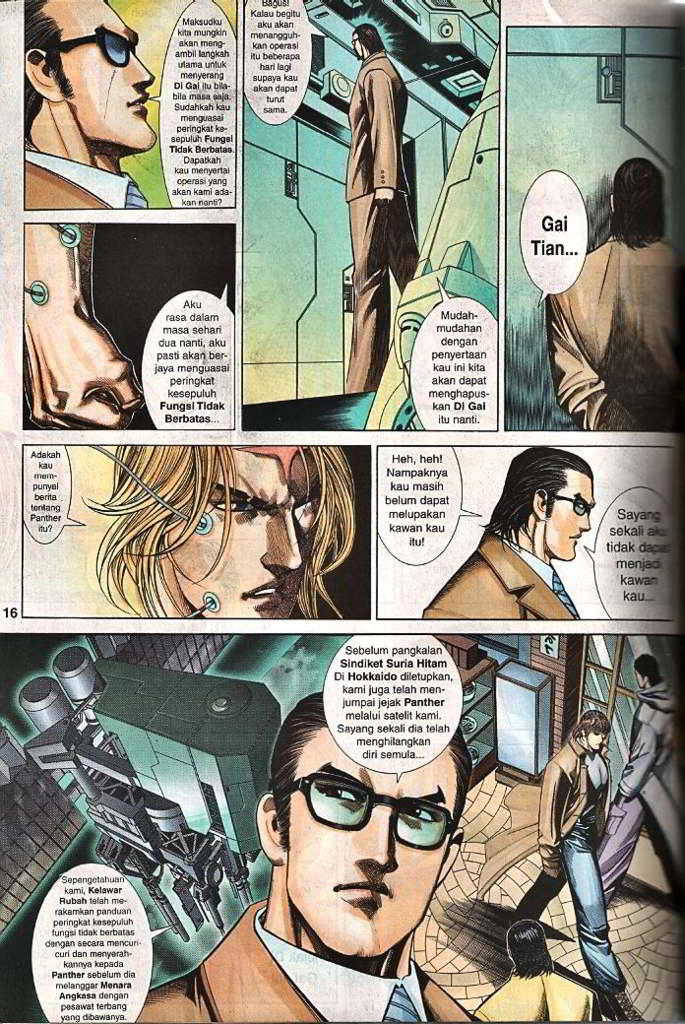 Maksudku
kita mungkin
akan meng-
ambil langkah
utama untuk
menyerang
Di Gai itu bila-
bila masa saja.
Sudahkah kau
menguasai
peringkat ke-
sepuluh Fungsi
Tidak Berbatas.
Dapatkah
kau menyertai
operasi yang
akan kami ada-
kan nanti?
Bagus!
Kalau begitu
aku akan
menangguh-
kan operasi
itu beberapa
hari lagi
supaya kau
akan dapat
turut
sama.
Mudah-
mudahan
dengan
penyertaan
kau ini kita
akan dapat
menghapus-
kan Di Gai
itu nanti.
Gai
Tian...
Aku
rasa dalam
masa sehari
dua nanti, aku
pasti akan ber-
jaya menguasai
peringkat
kesepuluh
Fungsi Tidak
Berbatas...
Adakah
kau
mem-
punyai
berita
tentang
Panther
itu?
Heh, heh!
Nampaknya
kau masih
belum dapat
melupakan
kawan kau
itu!
Sayang
sekali aku
tidak dapat
menjadi
kawan
kau...
16
Sebelum pangkalan
Sindiket Suria Hitam
Di Hokkaido diletupkan,
kami juga telah men-
jumpai jejak Panther
melalui satelit kami.
Sayang sekali dia telah
menghilangkan
diri semula...
Sepengetahuan
kami, Kelawar
Rubah telah me-
rakamkan panduan
peringkat kesepuluh
fungsi tidak berbatas
dengan secara mencuri-
curi dan menyerah-
kannya kepada
Panther sebelum dia
melanggar Menara
Angkasa dengan
pesawat terbang
yang dibawanya.